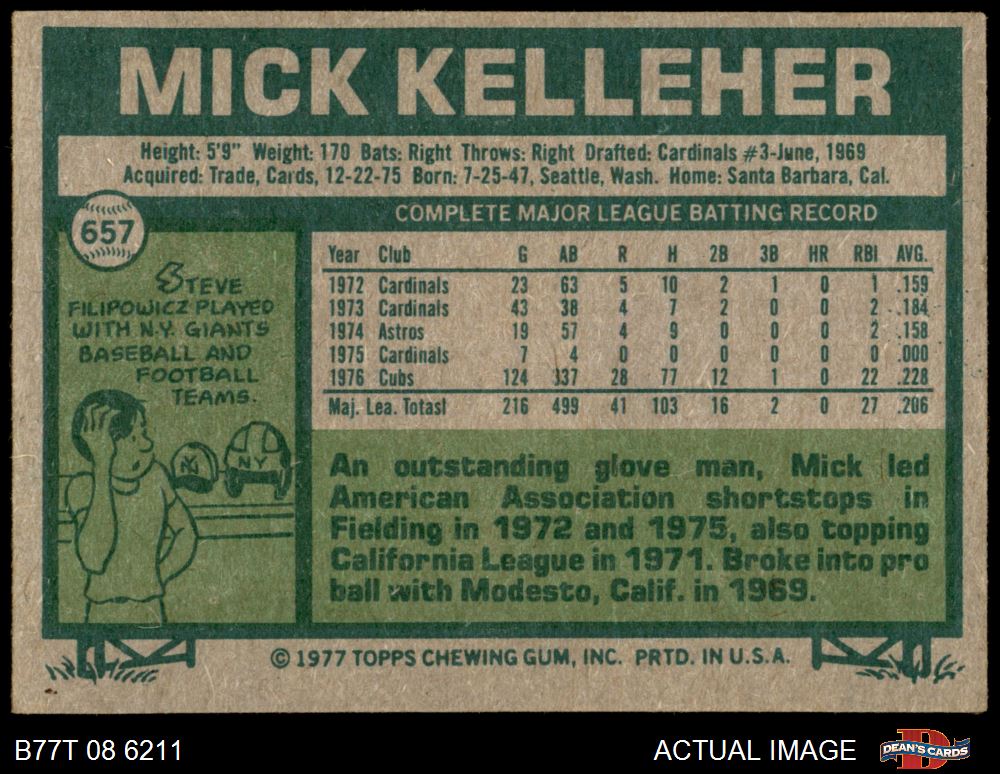 MICK KELLEHER
Height: 5'9" Weight: 170 Bats: Right Throws: Right Drafted: Cardinals #3-June, 1969
Acquired: Trade, Cards, 12-22-75 Born: 7-25-47, Seattle, Wash. Home: Santa Barbara, Cal.
657
COMPLETE MAJOR LEAGUE BATTING RECORD
Year Club G AB R H 2B 3B HR RBI AVG.
1972 Cardinals 23 63 5 10 2 1 0 1 .159
1973 Cardinals 43 38 4 7 2 0 0 2 .184
1974 Astros 19 57 4 9 0 0 0 2 .158
1975 Cardinals 7 4 0 0 0 0 0 0 .000
1976 Cubs 124 337 28 77 12 1 0 22 .228
Maj. Lea. Totals 216 499 41 103 16 2 0 27 .206
STEVE
FILIPOWICZ PLAYED
WITH N.Y. GIANTS
BASEBALL AND
FOOTBALL
TEAMS.
NY
NY
An outstanding glove man, Mick led
American Association shortstops in
Fielding in 1972 and 1975, also topping
California League in 1971. Broke into pro
ball with Modesto, Calif. in 1969.
© 1977 TOPPS CHEWING GUM, INC. PRTD. IN U.S.A.
B77T 08 6211
ACTUAL IMAGE
DEAN'S CARDS